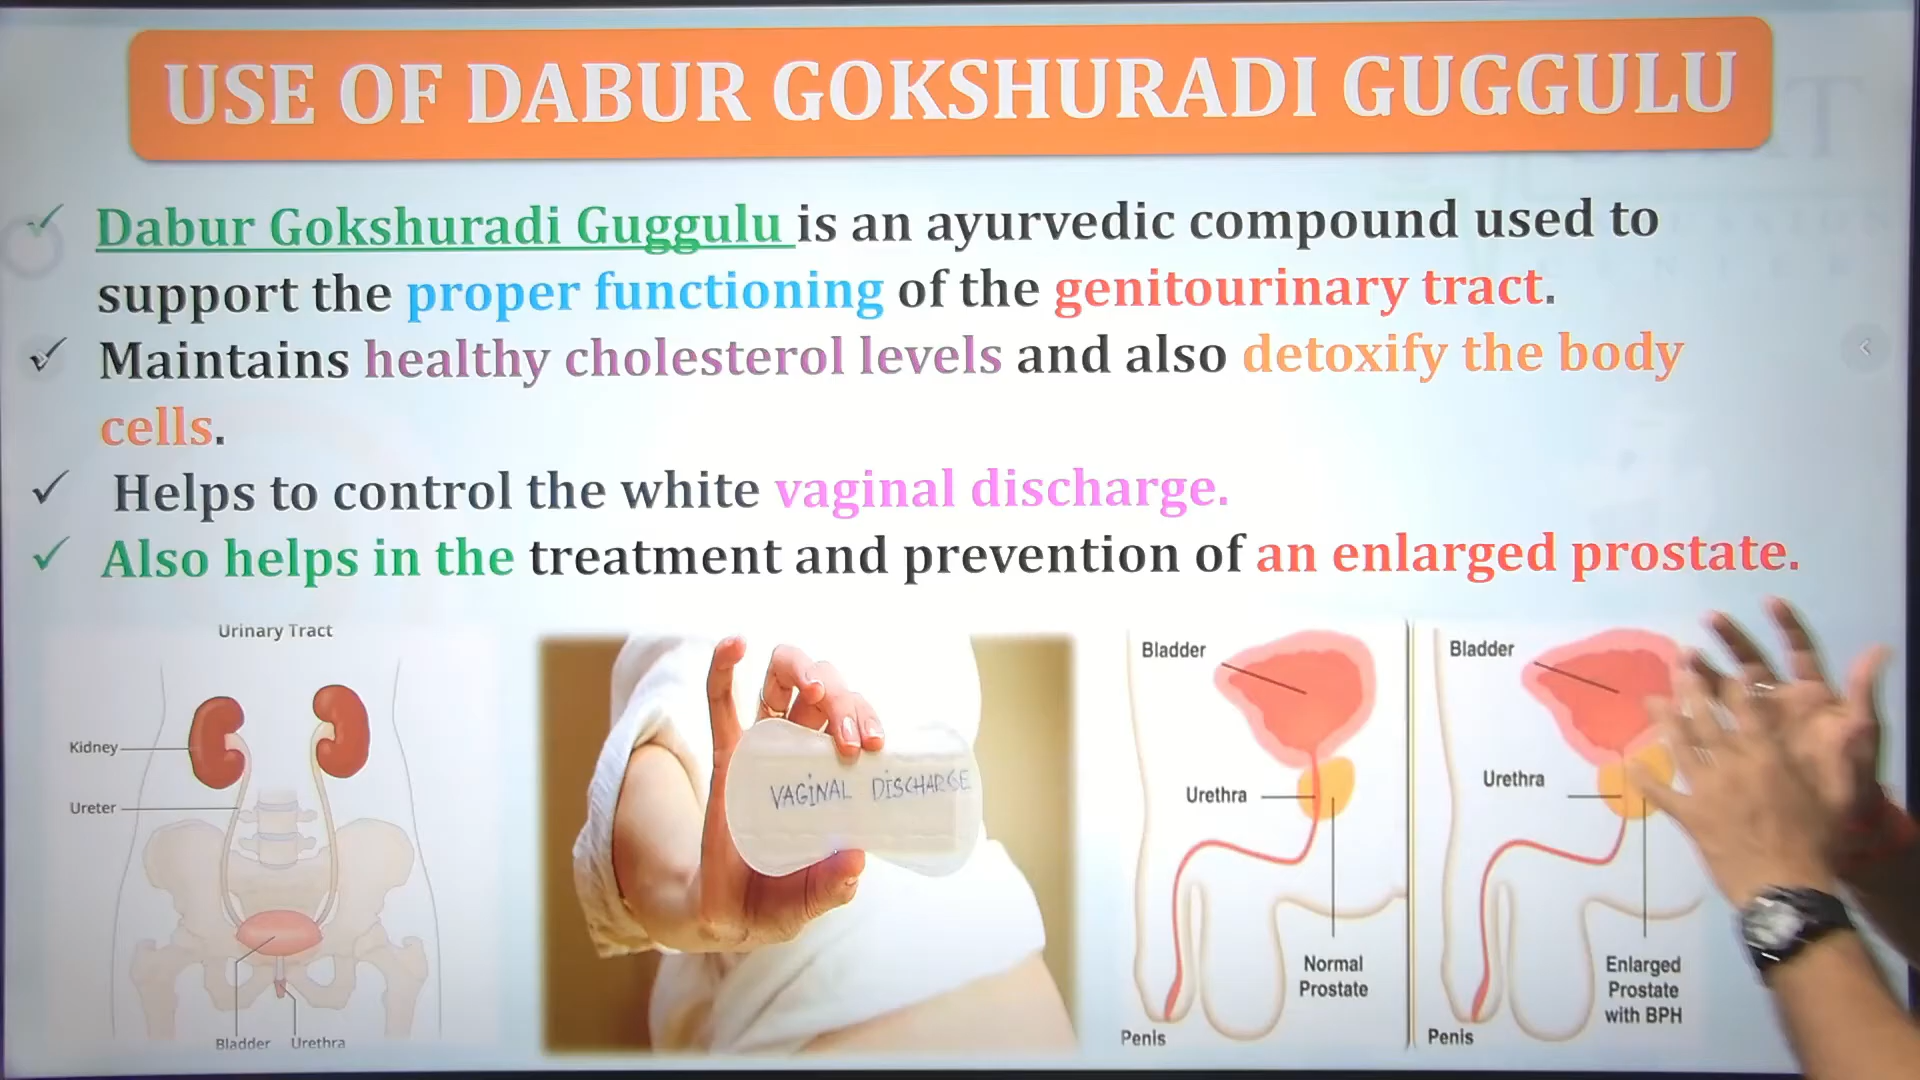 USE OF DABUR GOKSHURADI GUGGULU
Dabur Gokshuradi Guggulu is an ayurvedic compound used to
support the proper functioning of the genitourinary tract.
Maintains healthy cholesterol levels and also detoxify the body
cells.
Helps to control the white vaginal discharge.
Also helps in the treatment and prevention of an enlarged prostate.
Urinary Tract
Kidney
Ureter
Bladder Urethra
VAGINAL DISCHARGE
Bladder
Urethra
Normal
Prostate
Penis
Bladder
Urethra
Enlarged
Prostate
with BPH
Penis